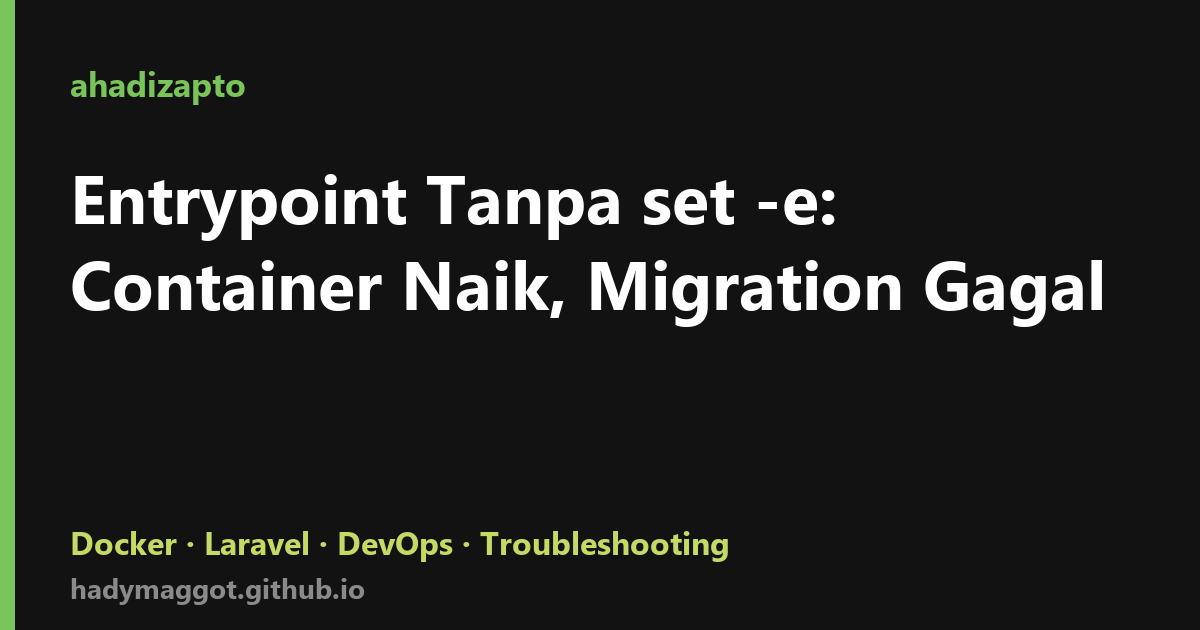 ahadizapto
Entrypoint Tanpa set -e:
Container Naik, Migration Gagal
Docker · Laravel · DevOps · Troubleshooting
hadymaggot.github.io